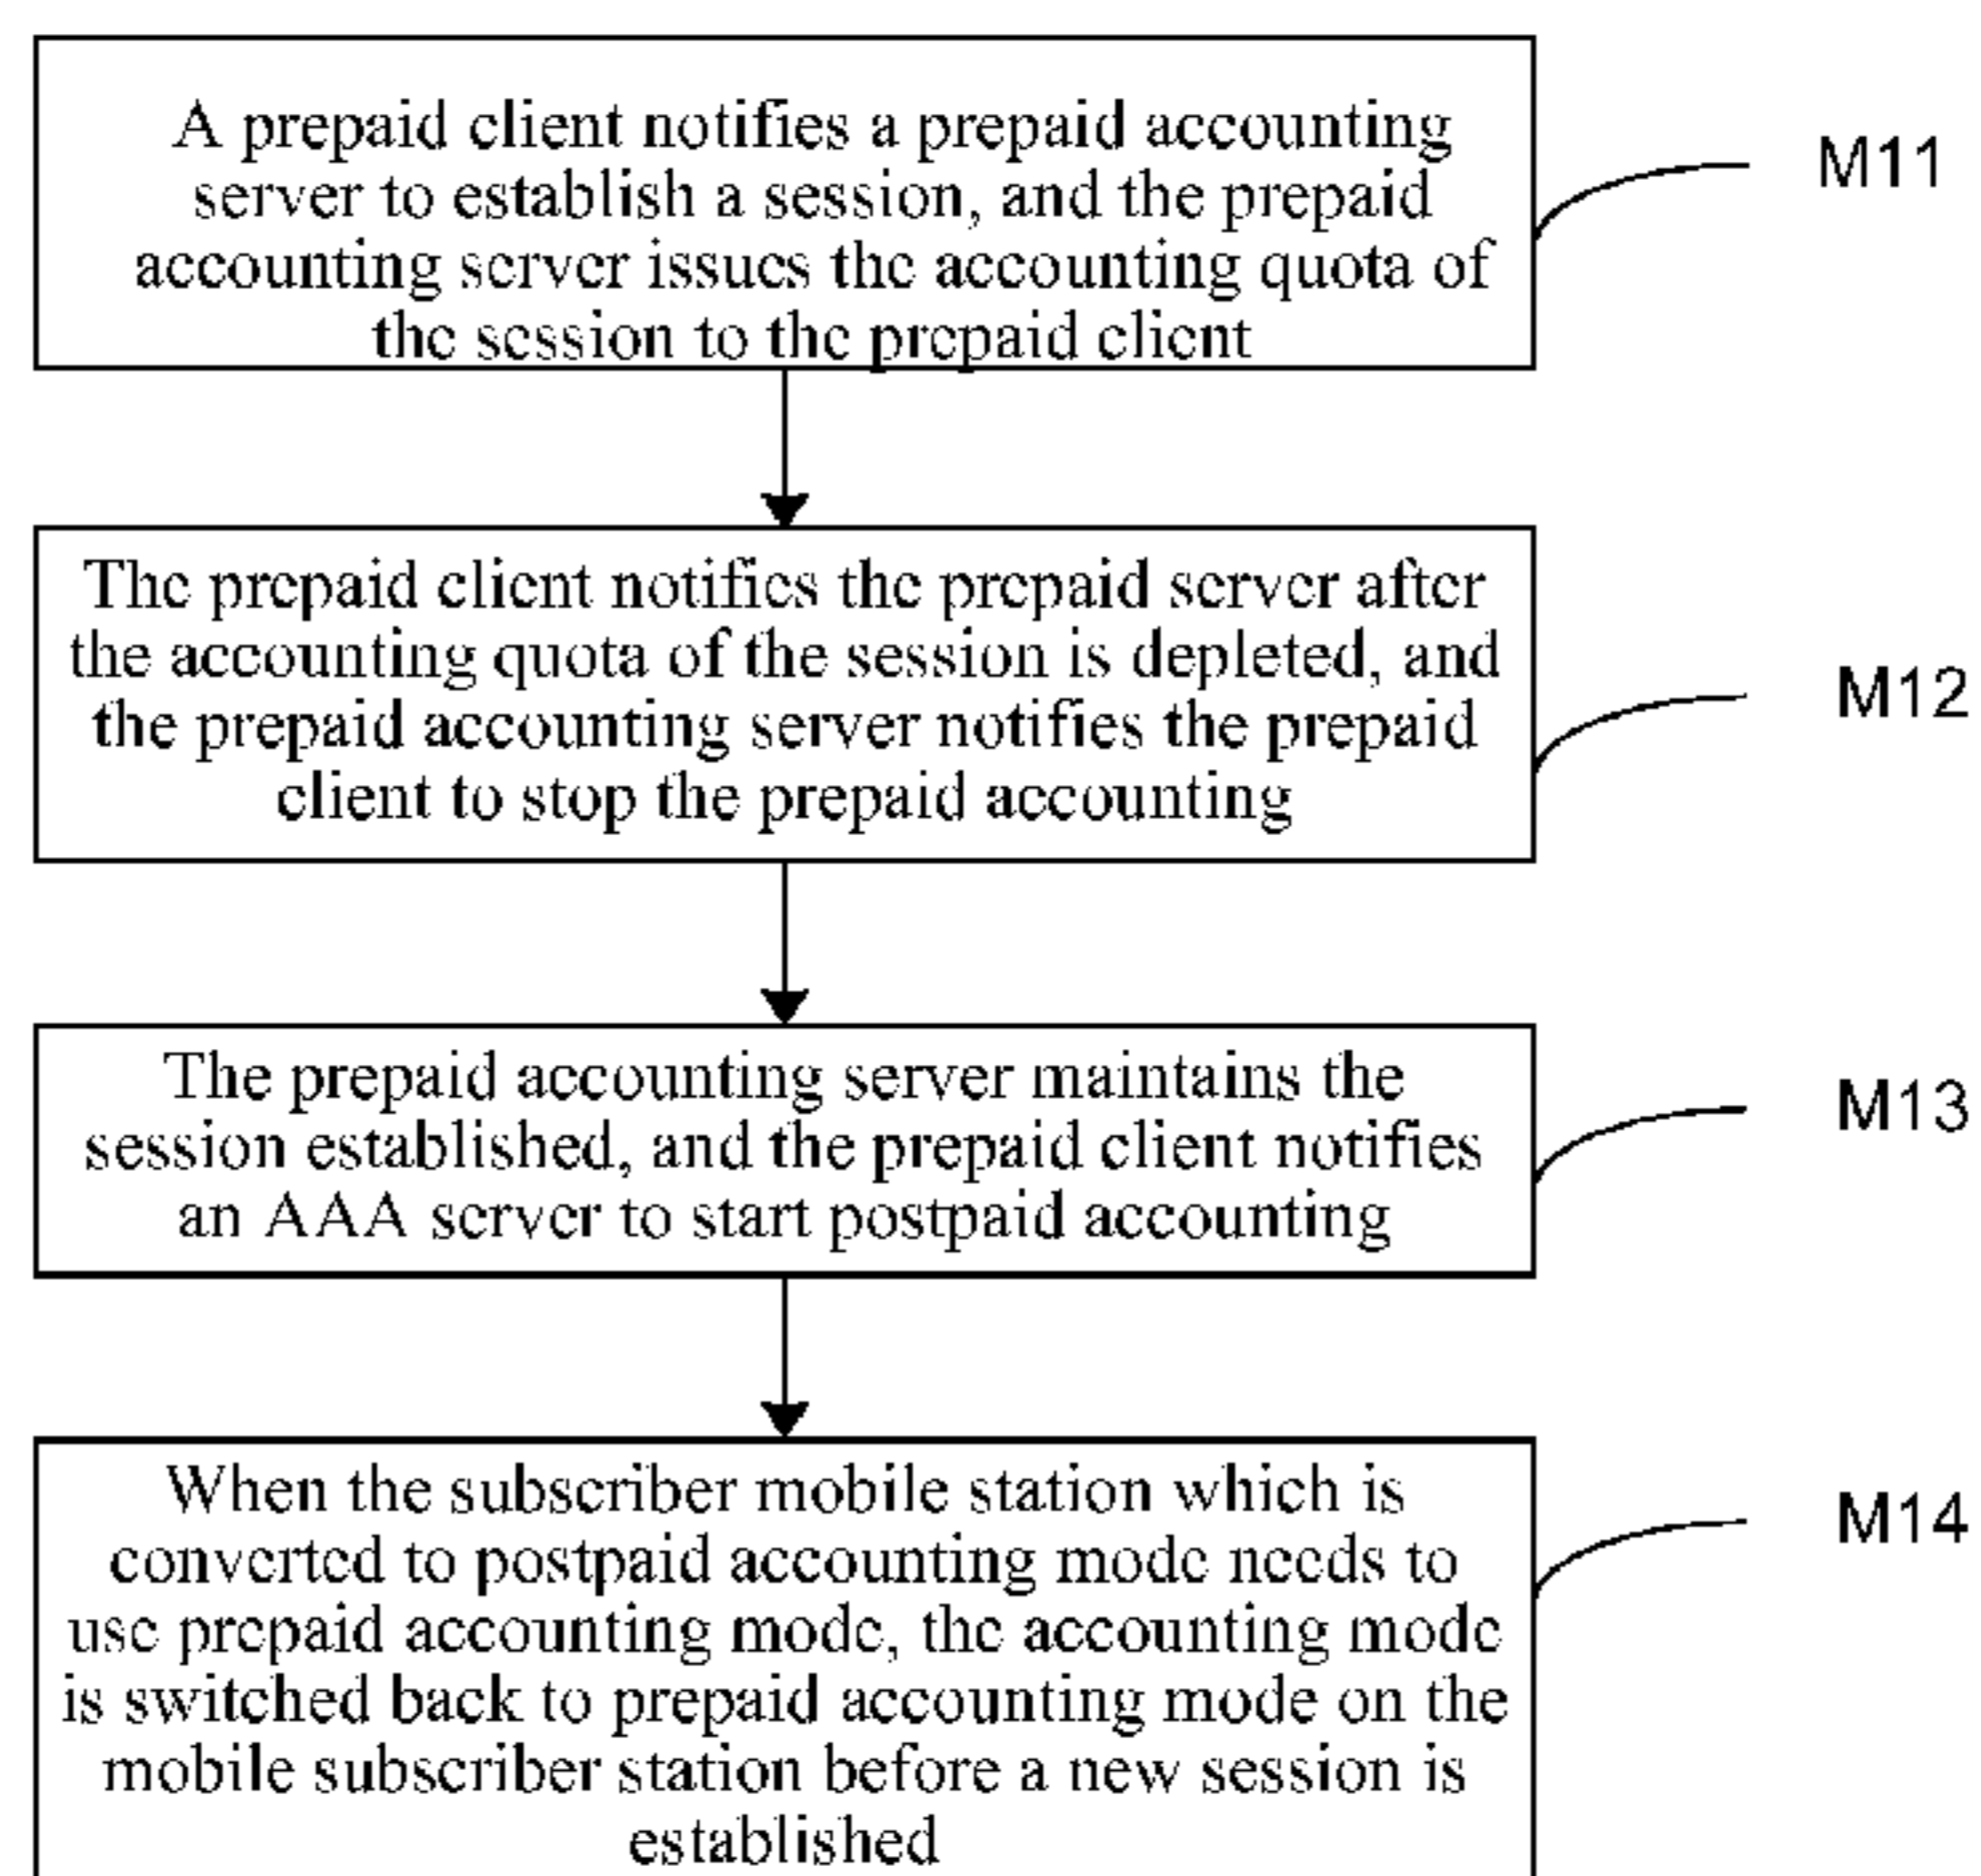 A prepaid client notifies a prepaid accounting
server to establish a session, and the prepaid
accounting server issues the accounting quota of
the session to the prepaid client
M11
The prepaid client notifies the prepaid server after
the accounting quota of the session is depleted, and
the prepaid accounting server notifies the prepaid
client to stop the prepaid accounting
M12
The prepaid accounting server maintains the
session established, and the prepaid client notifies
an AAA server to start postpaid accounting
M13
When the subscriber mobile station which is
converted to postpaid accounting mode needs to
use prepaid accounting mode, the accounting mode
is switched back to prepaid accounting mode on the
mobile subscriber station before a new session is
established
M14